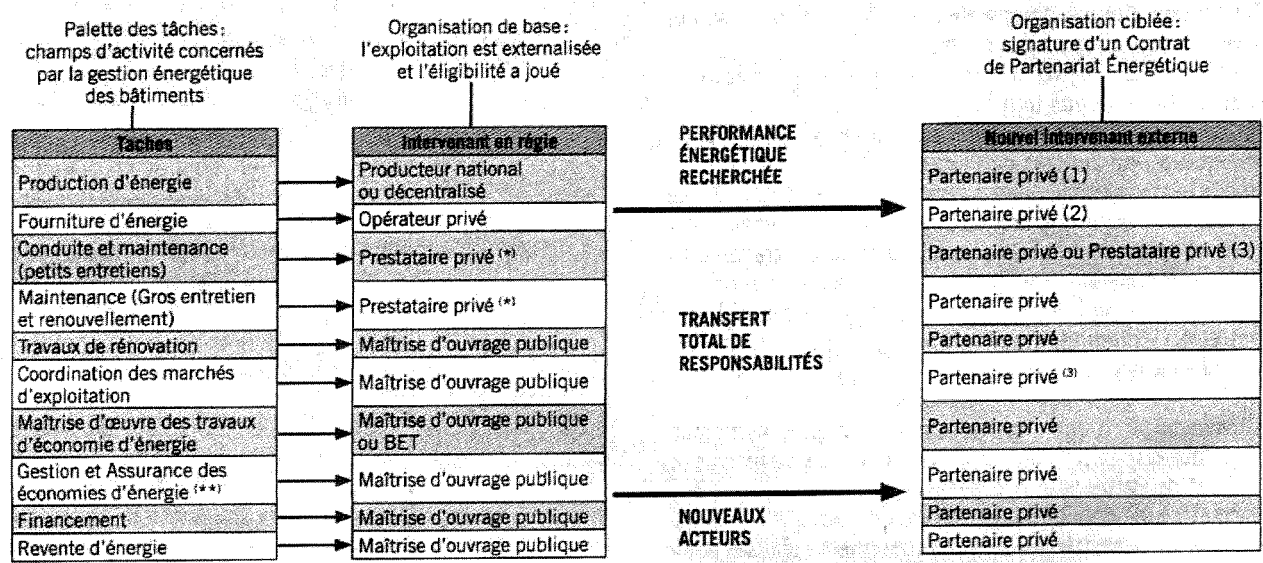 Palette des tâches:
champs d'activité concernés
par la gestion énergétique
des bâtiments
Organisation de base:
l'exploitation est externalisée
et l'éligibilité a joué
Organisation ciblée:
signature d'un Contrat
de Partenariat Énergétique
Taches
Production d'énergie
Fourniture d'énergie
Conduite et maintenance
(petits entretiens)
Maintenance (Gros entretien
et renouvellement)
Travaux de rénovation
Coordination des marchés
d'exploitation
Maîtrise d'œuvre des travaux
d'économie d'énergie
Gestion et Assurance des
économies d'énergie (**)
Financement
Revente d'énergie
Intervenant en régie
Producteur national
ou décentralisé
Opérateur privé
Prestataire privé (*)
Prestataire privé (*)
Maîtrise d'ouvrage publique
Maîtrise d'ouvrage publique
Maîtrise d'ouvrage publique
ou BET
Maîtrise d'ouvrage publique
Maîtrise d'ouvrage publique
Maîtrise d'ouvrage publique
PERFORMANCE
ÉNERGÉTIQUE
RECHERCHÉE
TRANSFERT
TOTAL DE
RESPONSABILITÉS
NOUVEAUX
ACTEURS
Nouvel intervenant externe
Partenaire privé (1)
Partenaire privé (2)
Partenaire privé ou Prestataire privé (3)
Partenaire privé
Partenaire privé
Partenaire privé (3)
Partenaire privé
Partenaire privé
Partenaire privé
Partenaire privé